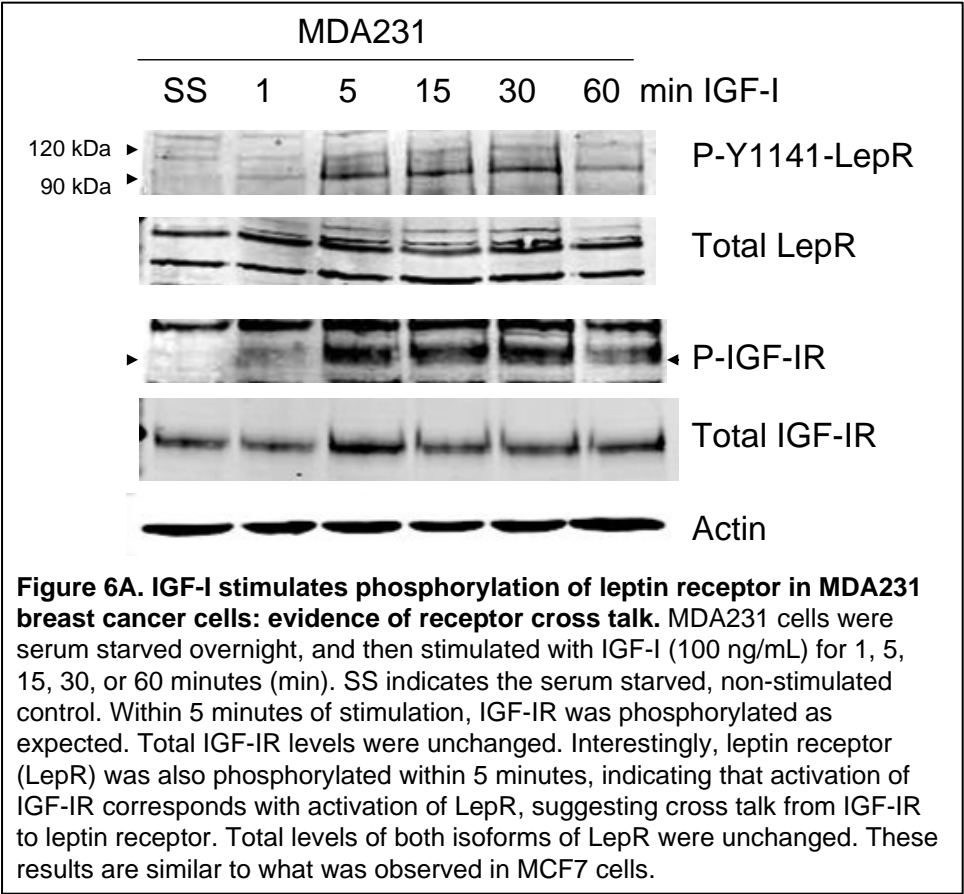 MDA231
SS 1 5 15 30 60 min IGF-I
120 kDa
90 kDa
P-Y1141-LepR
Total LepR
P-IGF-IR
Total IGF-IR
Actin
Figure 6A. IGF-I stimulates phosphorylation of leptin receptor in MDA231
breast cancer cells: evidence of receptor cross talk. MDA231 cells were
serum starved overnight, and then stimulated with IGF-I (100 ng/mL) for 1, 5,
15, 30, or 60 minutes (min). SS indicates the serum starved, non-stimulated
control. Within 5 minutes of stimulation, IGF-IR was phosphorylated as
expected. Total IGF-IR levels were unchanged. Interestingly, leptin receptor
(LepR) was also phosphorylated within 5 minutes, indicating that activation of
IGF-IR corresponds with activation of LepR, suggesting cross talk from IGF-IR
to leptin receptor. Total levels of both isoforms of LepR were unchanged. These
results are similar to what was observed in MCF7 cells.